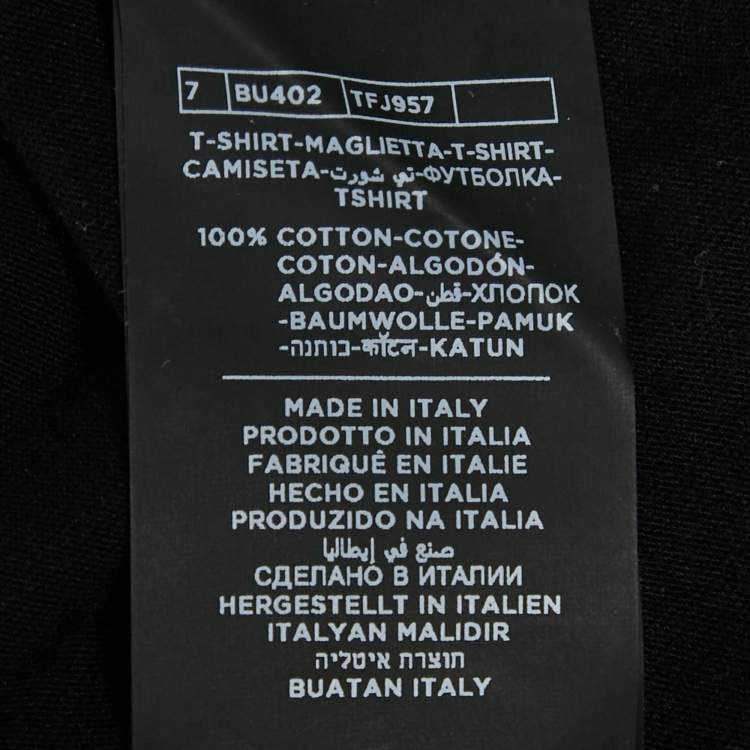 7 BU402 TFJ957
T-SHIRT-MAGLIETTA-T-SHIRT-
CAMISETA-تي شورت-ФУТБОЛКА-
TSHIRT
100% COTTON-COTONE-
COTON-ALGODÓN-
ALGODAO-قطن-ХЛОПОК
-BAUMWOLLE-PAMUK
-כותנה-कॉटन-KATUN
MADE IN ITALY
PRODOTTO IN ITALIA
FABRIQUÊ EN ITALIE
HECHO EN ITALIA
PRODUZIDO NA ITALIA
صنع في إيطاليا
СДЕЛАНО В ИТАЛИИ
HERGESTELLT IN ITALIEN
ITALYAN MALIDIR
תוצרת איטליה
BUATAN ITALY